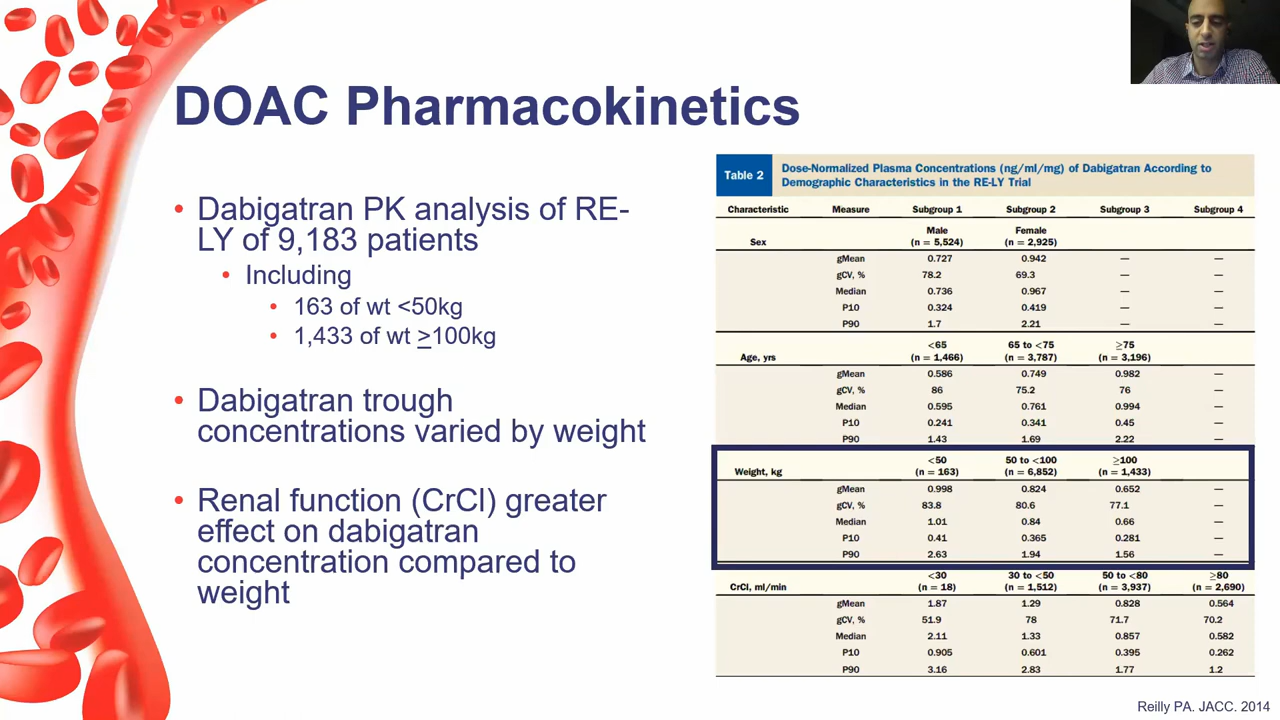 DOAC Pharmacokinetics
• Dabigatran PK analysis of RE-
LY of 9,183 patients
• Including
• 163 of wt <50kg
• 1,433 of wt ≥100kg
• Dabigatran trough
concentrations varied by weight
• Renal function (CrCl) greater
effect on dabigatran
concentration compared to
weight
Table 2 Dose-Normalized Plasma Concentrations (ng/ml/mg) of Dabigatran According to
Demographic Characteristics in the RE-LY Trial
Characteristic Measure Subgroup 1 Subgroup 2 Subgroup 3 Subgroup 4
Sex Male Female
(n = 5,524) (n = 2,925)
gMean 0.727 0.942 — —
gCV, % 78.2 69.3 — —
Median 0.736 0.967 — —
P10 0.324 0.419 — —
P90 1.7 2.21 — —
Age, yrs <65 65 to <75 ≥75
(n = 1,466) (n = 3,787) (n = 3,196)
gMean 0.586 0.749 0.982 —
gCV, % 86 75.2 76 —
Median 0.595 0.761 0.994 —
P10 0.241 0.341 0.45 —
P90 1.43 1.69 2.22 —
Weight, kg <50 50 to <100 ≥100
(n = 163) (n = 6,852) (n = 1,433)
gMean 0.998 0.824 0.652 —
gCV, % 83.8 80.6 77.1 —
Median 1.01 0.84 0.66 —
P10 0.41 0.365 0.281 —
P90 2.63 1.94 1.56 —
CrCl, ml/min <30 30 to <50 50 to <80 ≥80
(n = 18) (n = 1,512) (n = 3,937) (n = 2,690)
gMean 1.87 1.29 0.828 0.564
gCV, % 51.9 78 71.7 70.2
Median 2.11 1.33 0.857 0.582
P10 0.905 0.601 0.395 0.262
P90 3.16 2.83 1.77 1.2
Reilly PA. JACC. 2014